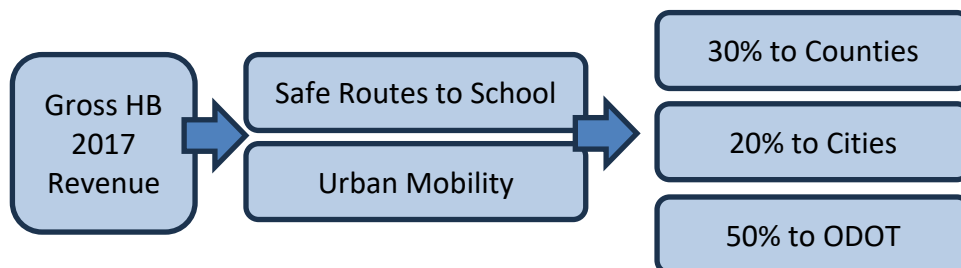 Gross HB
2017
Revenue
Safe Routes to School
Urban Mobility
30% to Counties
20% to Cities
50% to ODOT